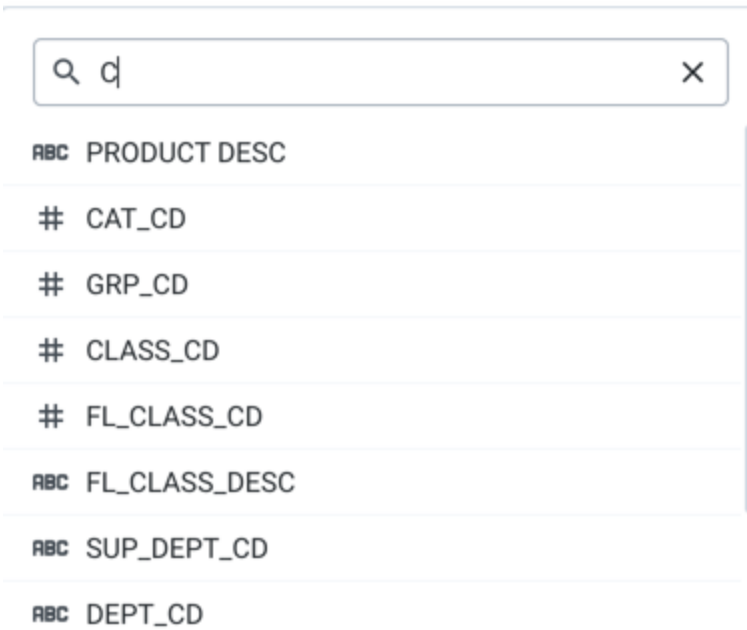 C
ABC PRODUCT DESC
# CAT_CD
# GRP_CD
# CLASS_CD
# FL_CLASS_CD
ABC FL_CLASS_DESC
ABC SUP_DEPT_CD
ABC DEPT_CD